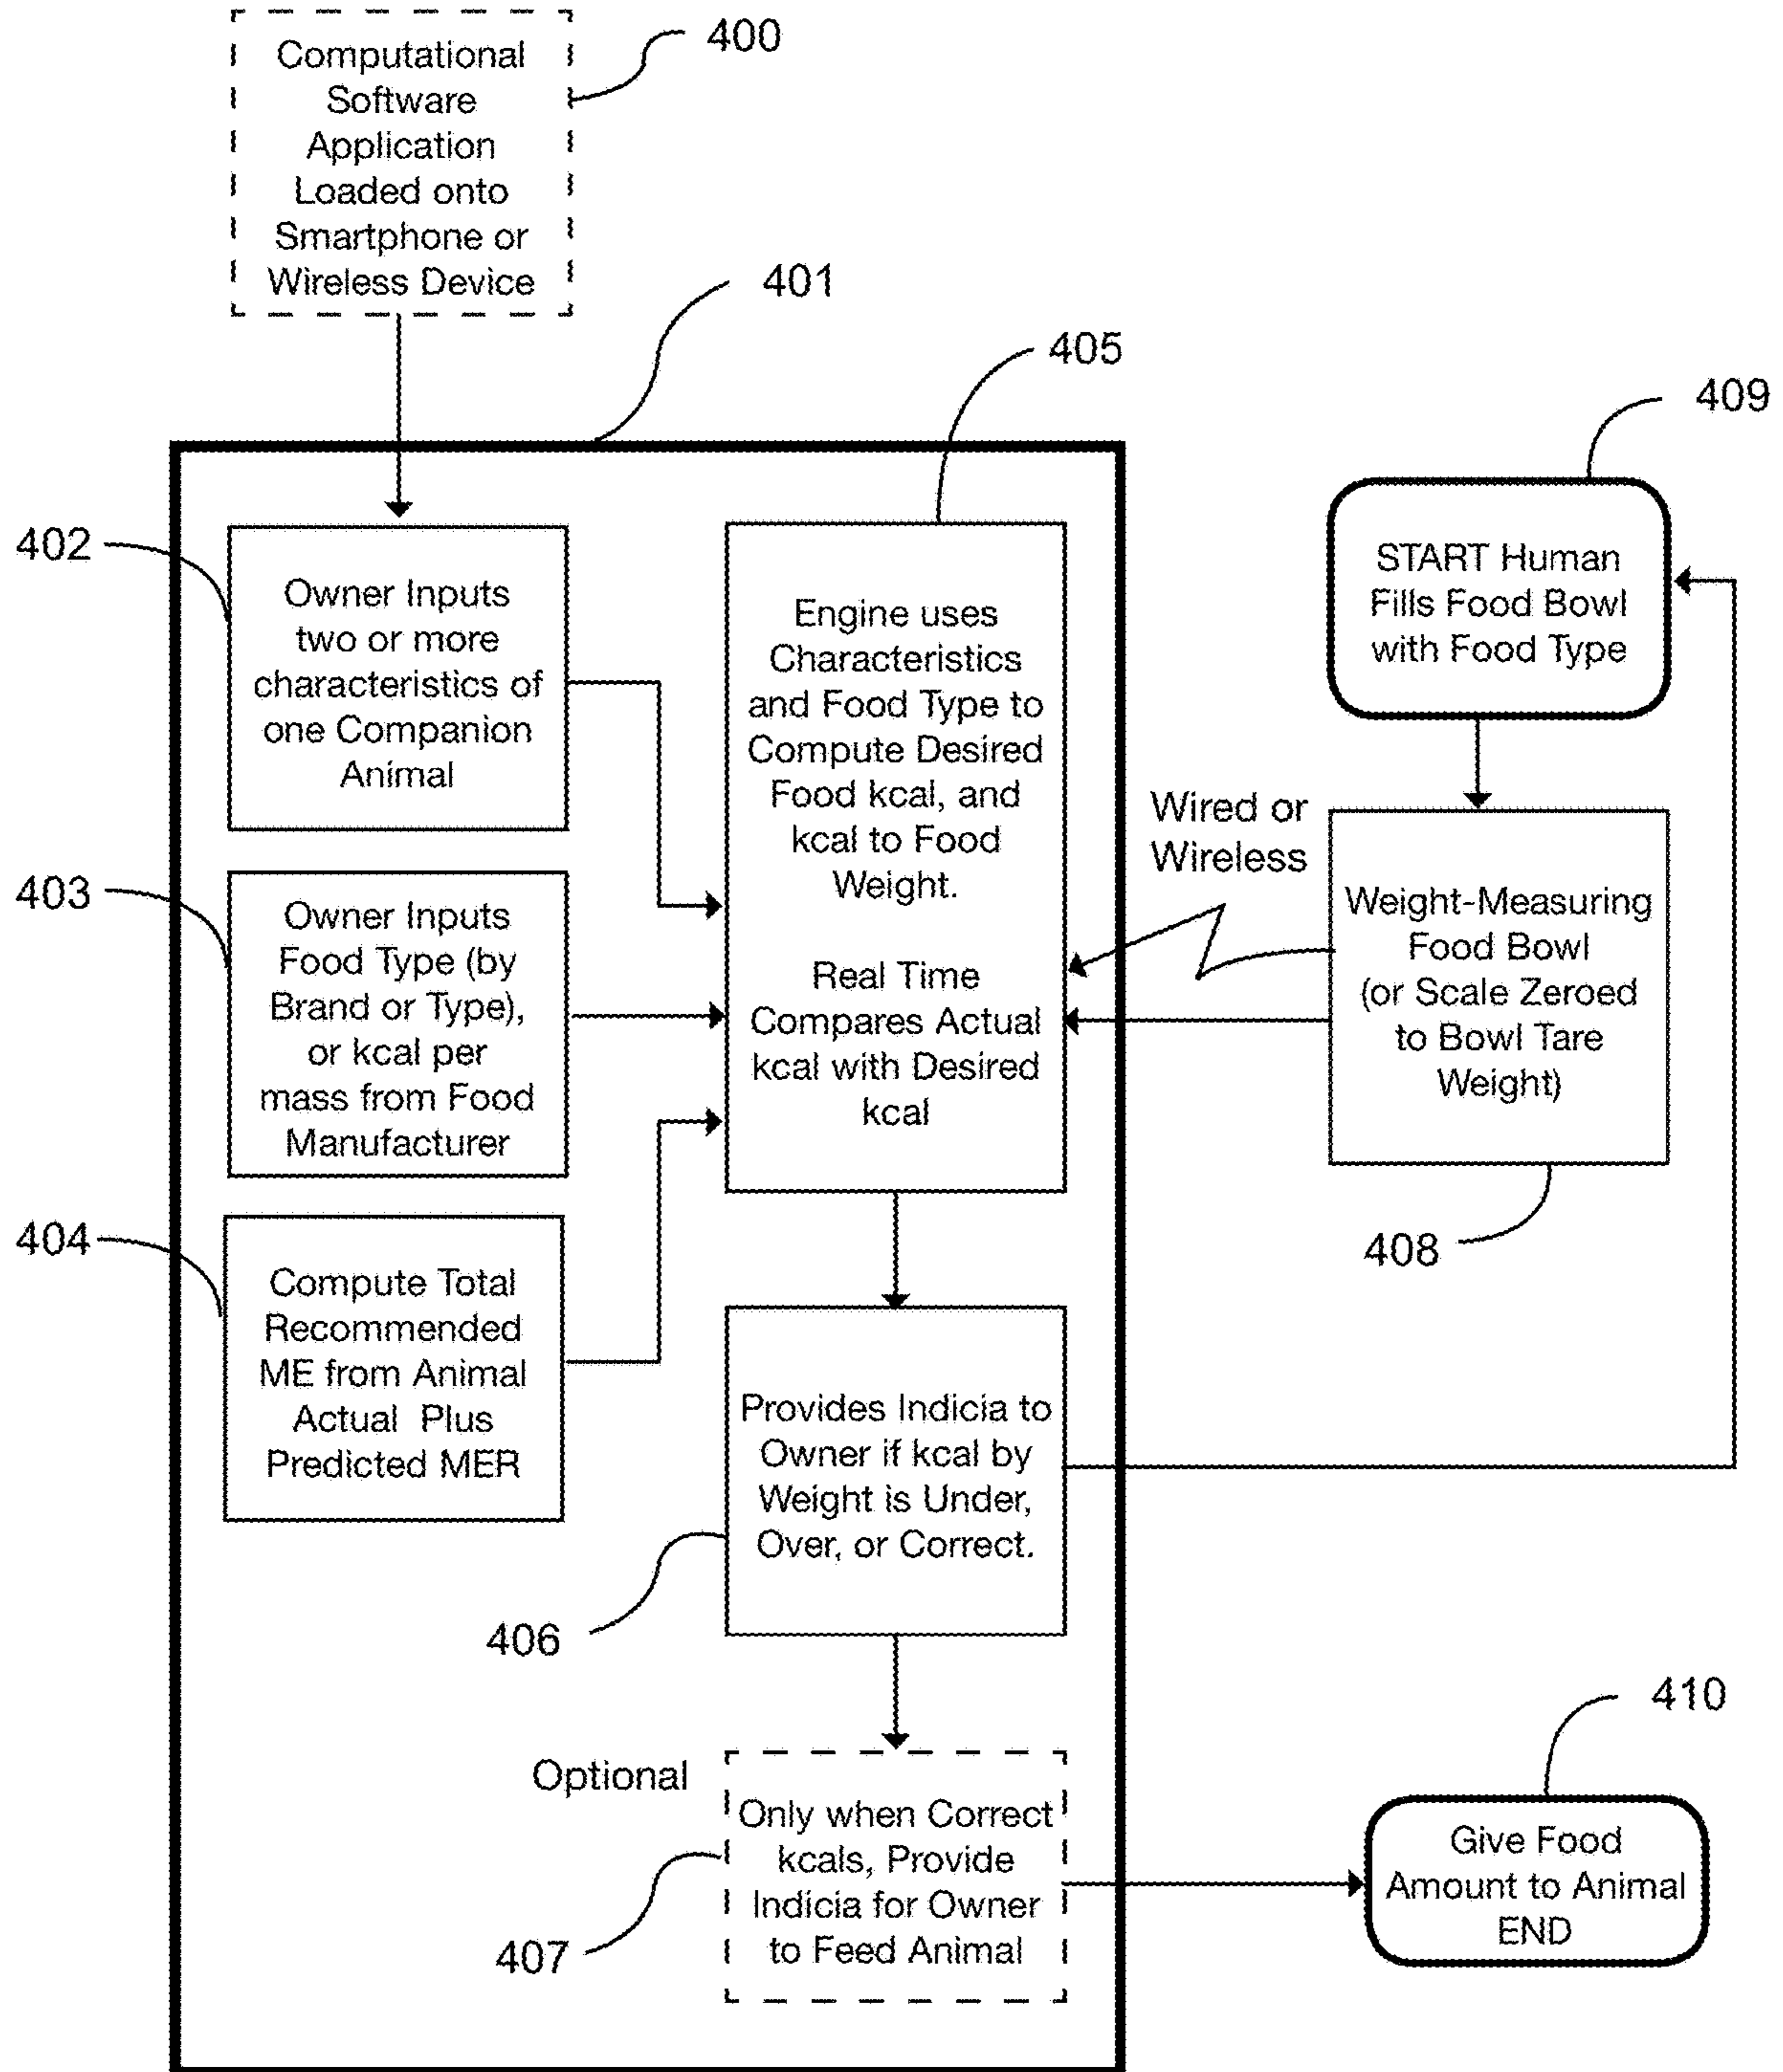 Computational
Software
Application
Loaded onto
Smartphone or
Wireless Device
400
401
405
409
402
Owner Inputs
two or more
characteristics of
one Companion
Animal
Engine uses
Characteristics
and Food Type to
Compute Desired
Food kcal, and
kcal to Food
Weight.
Real Time
Compares Actual
kcal with Desired
kcal
START Human
Fills Food Bowl
with Food Type
Wired or
Wireless
403
Owner Inputs
Food Type (by
Brand or Type),
or kcal per
mass from Food
Manufacturer
Weight-Measuring
Food Bowl
(or Scale Zeroed
to Bowl Tare
Weight)
408
404
Compute Total
Recommended
ME from Animal
Actual Plus
Predicted MER
Provides Indicia to
Owner if kcal by
Weight is Under,
Over, or Correct.
406
410
Optional
Only when Correct
kcals, Provide
Indicia for Owner
to Feed Animal
407
Give Food
Amount to Animal
END